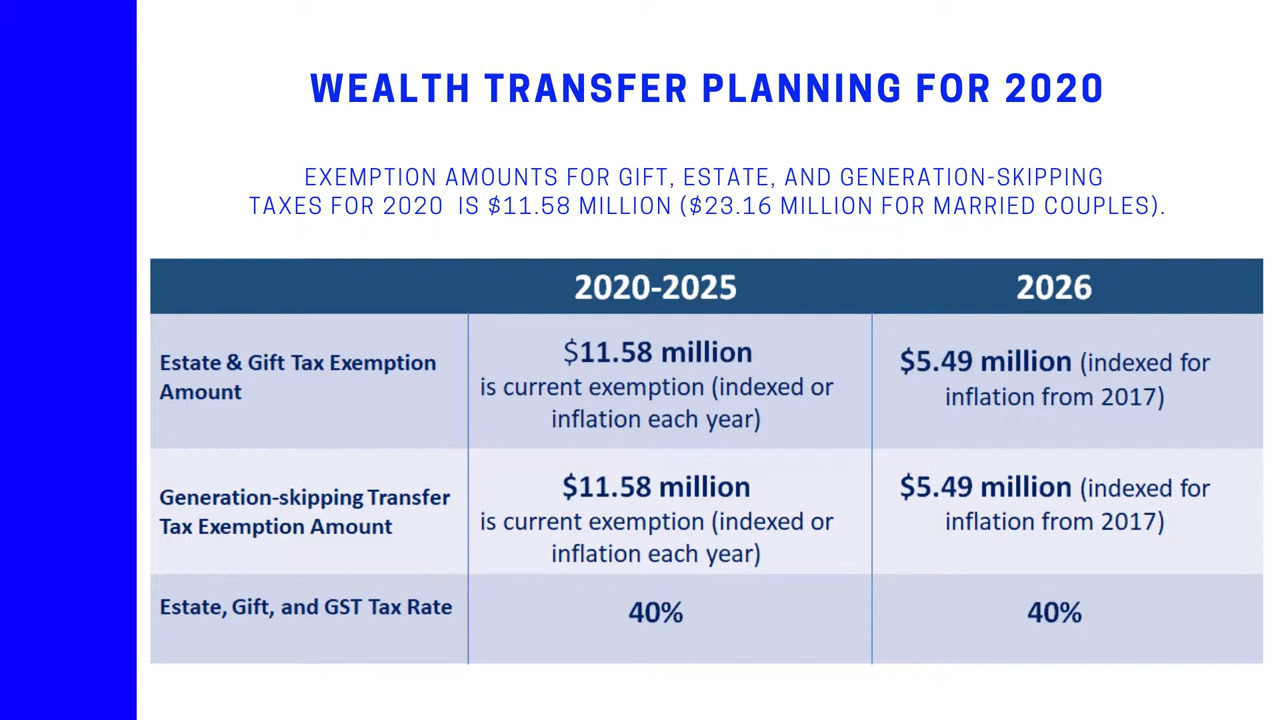 WEALTH TRANSFER PLANNING FOR 2020
EXEMPTION AMOUNTS FOR GIFT, ESTATE, AND GENERATION-SKIPPING
TAXES FOR 2020 IS $11.58 MILLION ($23.16 MILLION FOR MARRIED COUPLES).
2020-2025
2026
Estate & Gift Tax Exemption
Amount
$11.58 million
is current exemption (indexed or
inflation each year)
$5.49 million (indexed for
inflation from 2017)
Generation-skipping Transfer
Tax Exemption Amount
$11.58 million
is current exemption (indexed or
inflation each year)
$5.49 million (indexed for
inflation from 2017)
Estate, Gift, and GST Tax Rate
40%
40%